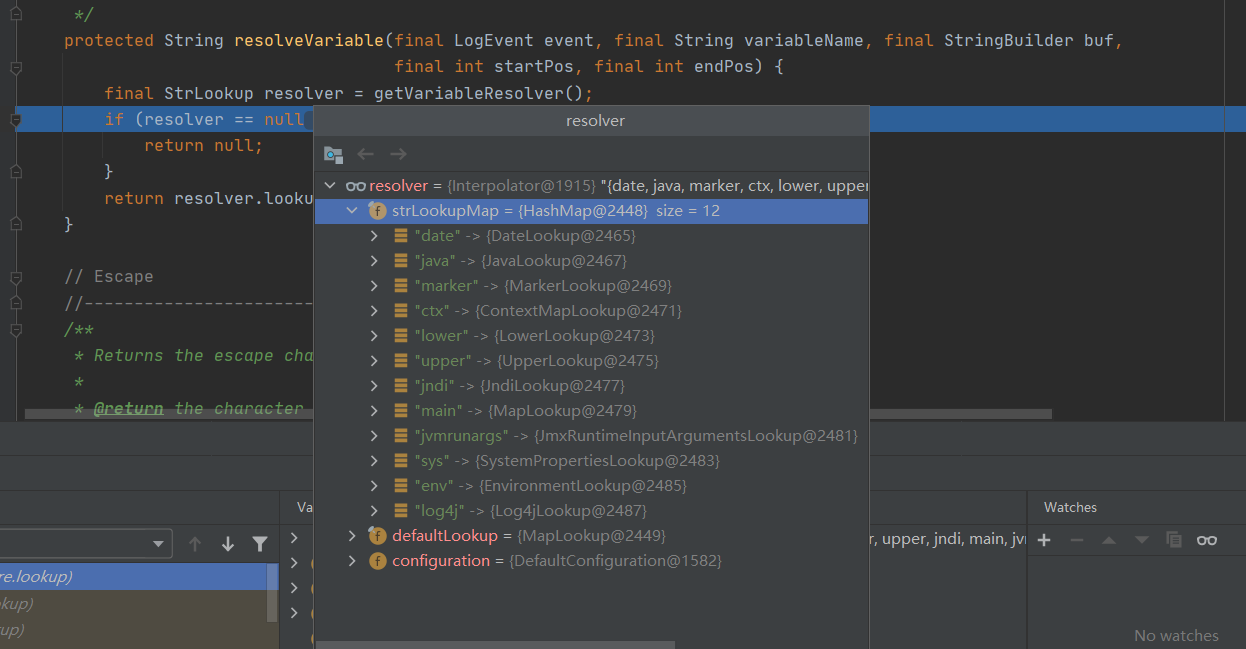 */
protected String resolveVariable(final LogEvent event, final String variableName, final StringBuilder buf,
final int startPos, final int endPos) {
final StrLookup resolver = getVariableResolver();
if (resolver == null
return null;
}
return resolver.looku
}
// Escape
//-----------------------
/**
* Returns the escape cha
*
* @return the character
resolver
resolver = {Interpolator@1915} "{date, java, marker, ctx, lower, upper
strLookupMap = {HashMap@2448} size = 12
"date" -> {DateLookup@2465}
"java" -> {JavaLookup@2467}
"marker" -> {MarkerLookup@2469}
"ctx" -> {ContextMapLookup@2471}
"lower" -> {LowerLookup@2473}
"upper" -> {UpperLookup@2475}
"jndi" -> {JndiLookup@2477}
"main" -> {MapLookup@2479}
"jvmrunargs" -> {JmxRuntimeInputArgumentsLookup@2481}
"sys" -> {SystemPropertiesLookup@2483}
"env" -> {EnvironmentLookup@2485}
"log4j" -> {Log4jLookup@2487}
defaultLookup = {MapLookup@2449}
configuration = {DefaultConfiguration@1582}
Va
r, upper, jndi, main, jvr
Watches
No watches
re.lookup)
kup)
up)